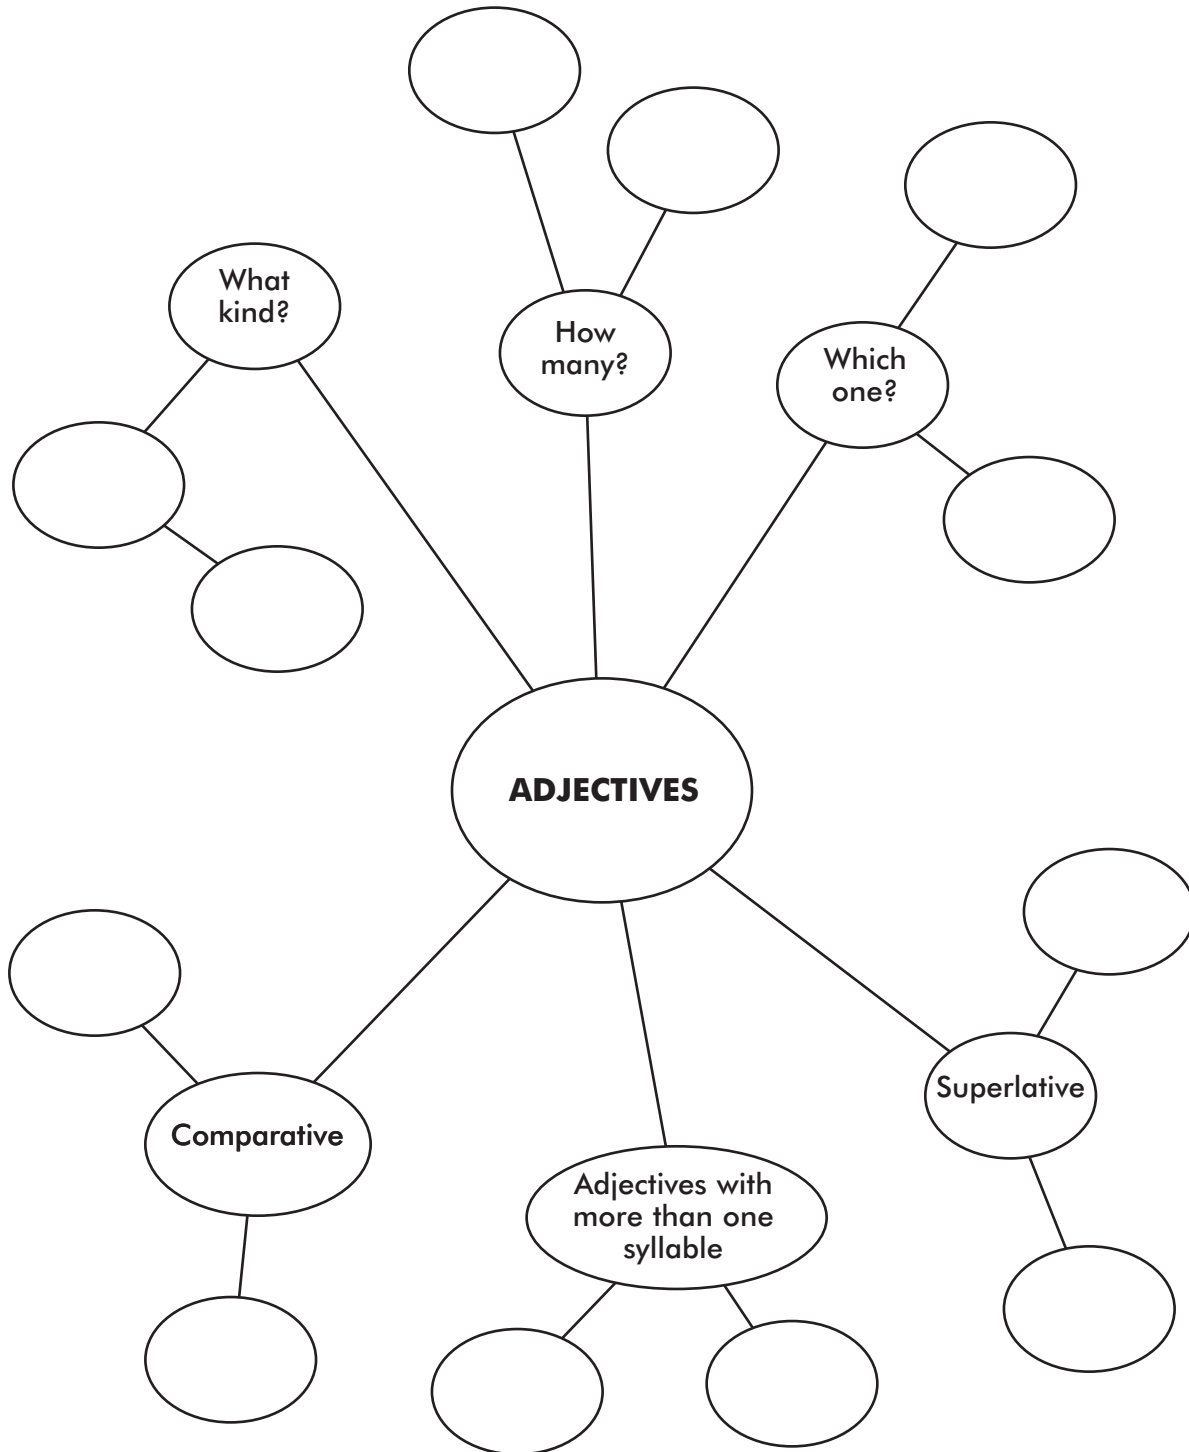 What
kind?
How
many?
Which
one?
ADJECTIVES
Comparative
Adjectives with
more than one
syllable
Superlative